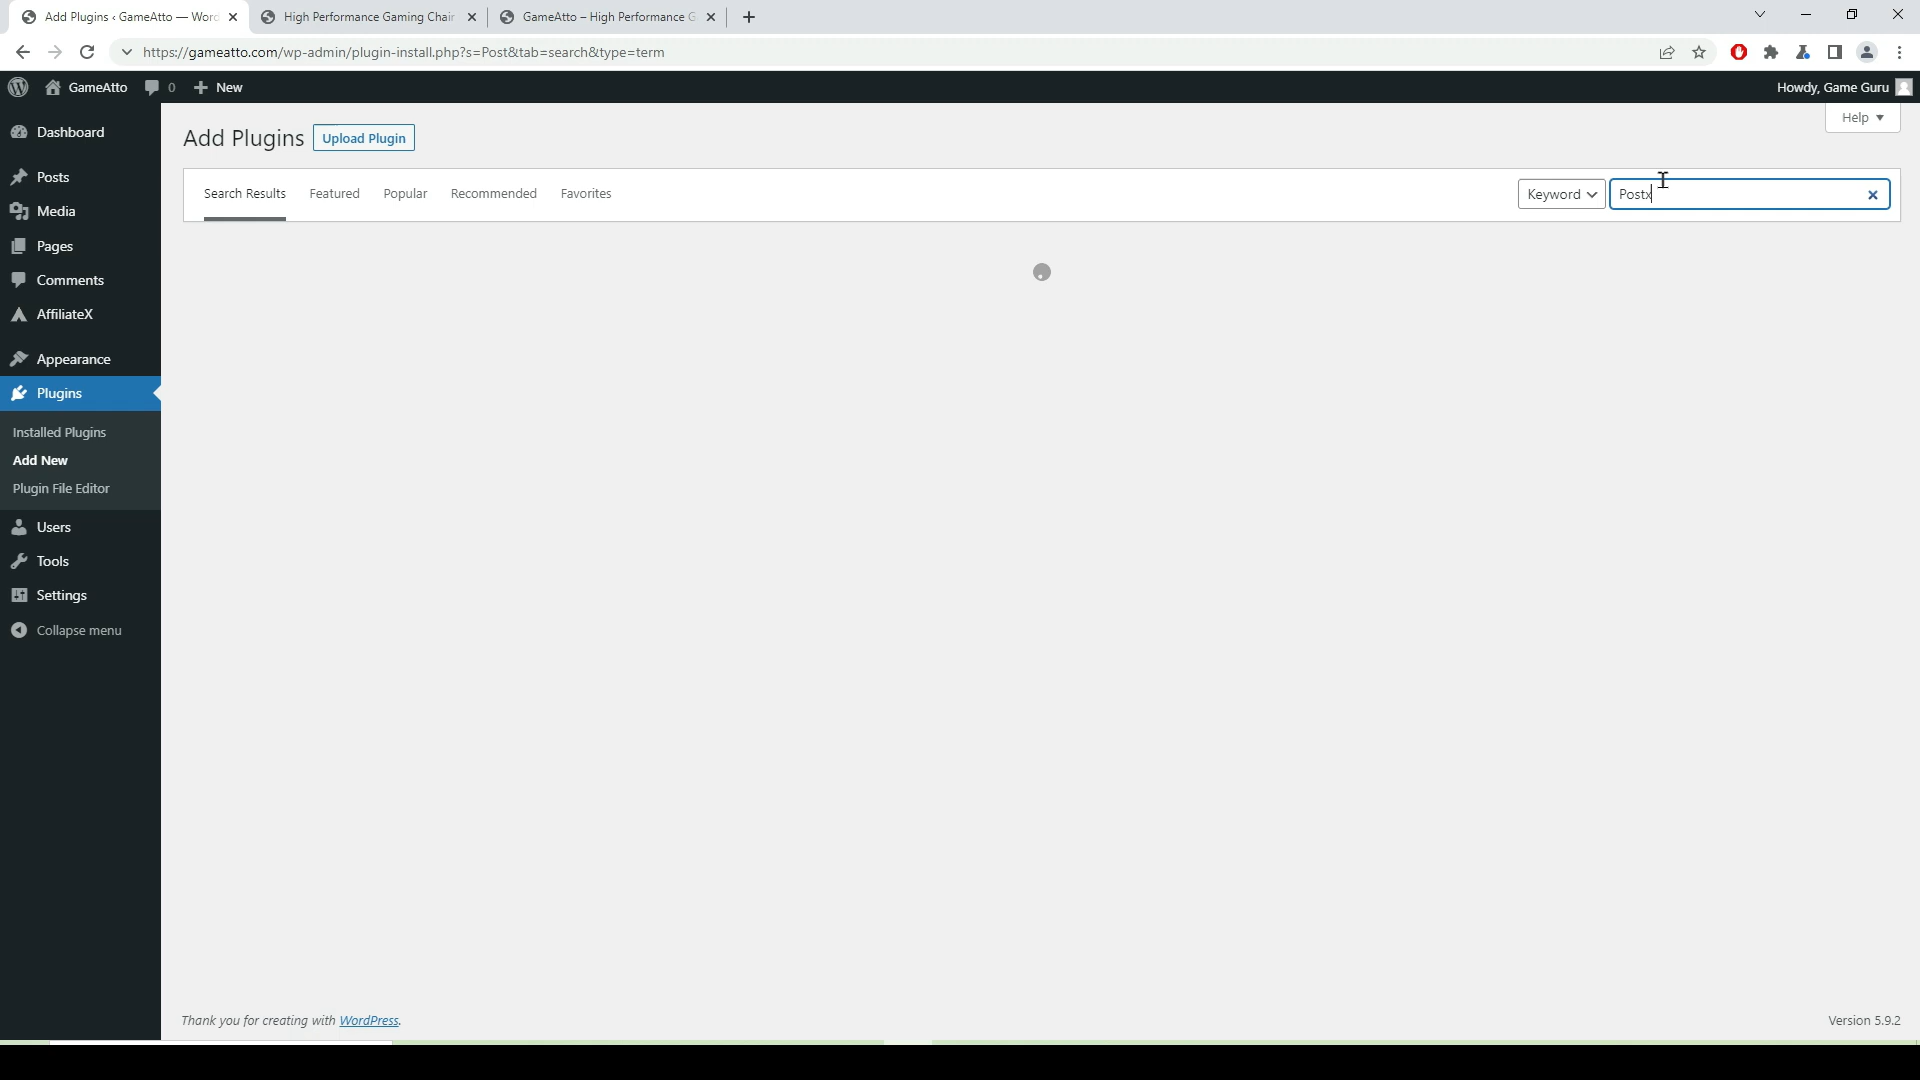 Add Plugins ‹ GameAtto — Word
High Performance Gaming Chair
GameAtto – High Performance G
https://gameatto.com/wp-admin/plugin-install.php?s=Post&tab=search&type=term
GameAtto 0 New
Howdy, Game Guru
Help
Dashboard
Posts
Media
Pages
Comments
AffiliateX
Appearance
Plugins
Installed Plugins
Add New
Plugin File Editor
Users
Tools
Settings
Collapse menu
Add Plugins Upload Plugin
Search Results Featured Popular Recommended Favorites
Keyword Postx
Thank you for creating with WordPress.
Version 5.9.2